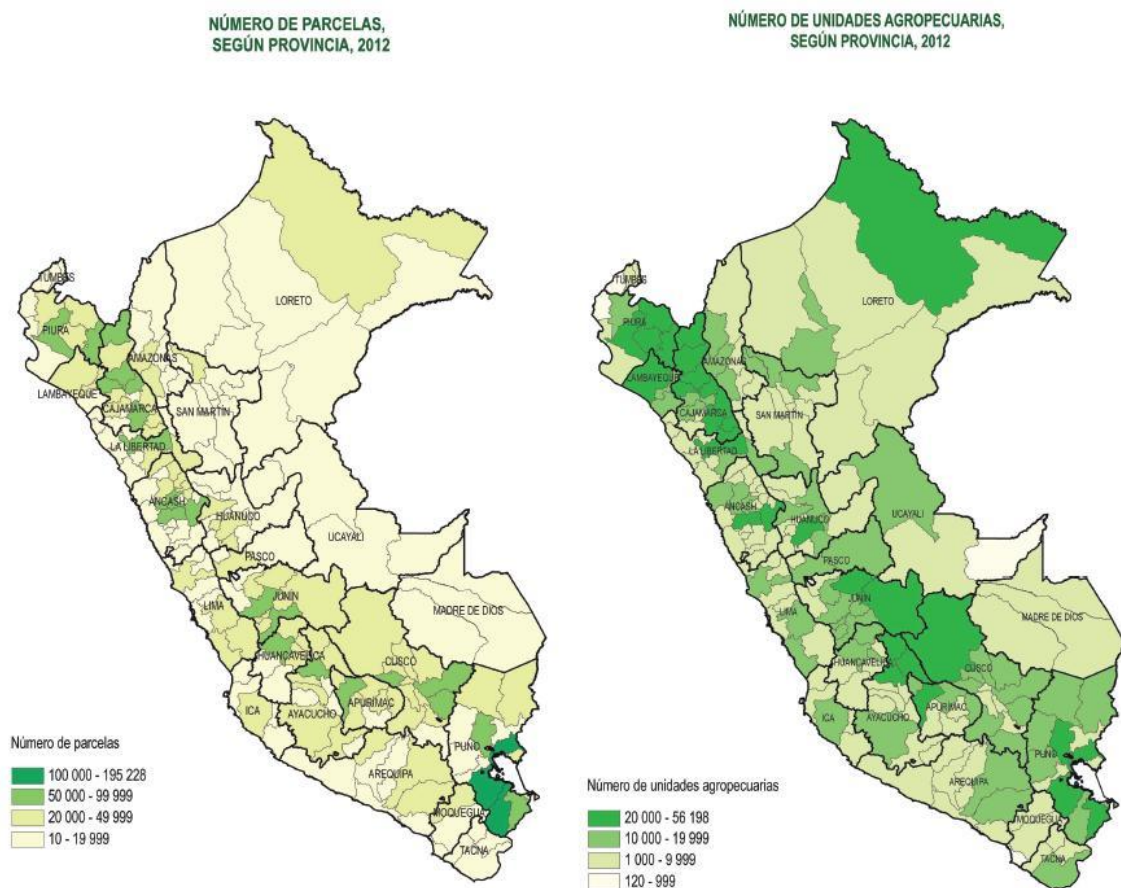 NÚMERO DE PARCELAS,
SEGÚN PROVINCIA, 2012
TUMBES
PIURA
LORETO
AMAZONAS
LAMBAYEQUE
CAJAMARCA
SAN MARTÍN
LA LIBERTAD
ANCASH
HUANUCO
UCAYALI
PASCO
JUNIN
LIMA
MADRE DE DIOS
HUANCAVELICA
CUSCO
ICA
AYACUCHO
APURIMAC
PUNO
AREQUIPA
MOQUEGUA
TACNA
Número de parcelas
100 000 - 195 228
50 000 - 99 999
20 000 - 49 999
10 - 19 999
NÚMERO DE UNIDADES AGROPECUARIAS,
SEGÚN PROVINCIA, 2012
TUMBES
PIURA
LORETO
AMAZONAS
LAMBAYEQUE
CAJAMARCA
SAN MARTÍN
LA LIBERTAD
ANCASH
HUANUCO
UCAYALI
PASCO
JUNIN
LIMA
MADRE DE DIOS
HUANCAVELICA
CUSCO
ICA
AYACUCHO
APURIMAC
PUNO
AREQUIPA
MOQUEGUA
TACNA
Número de unidades agropecuarias
20 000 - 56 198
10 000 - 19 999
1 000 - 9 999
120 - 999